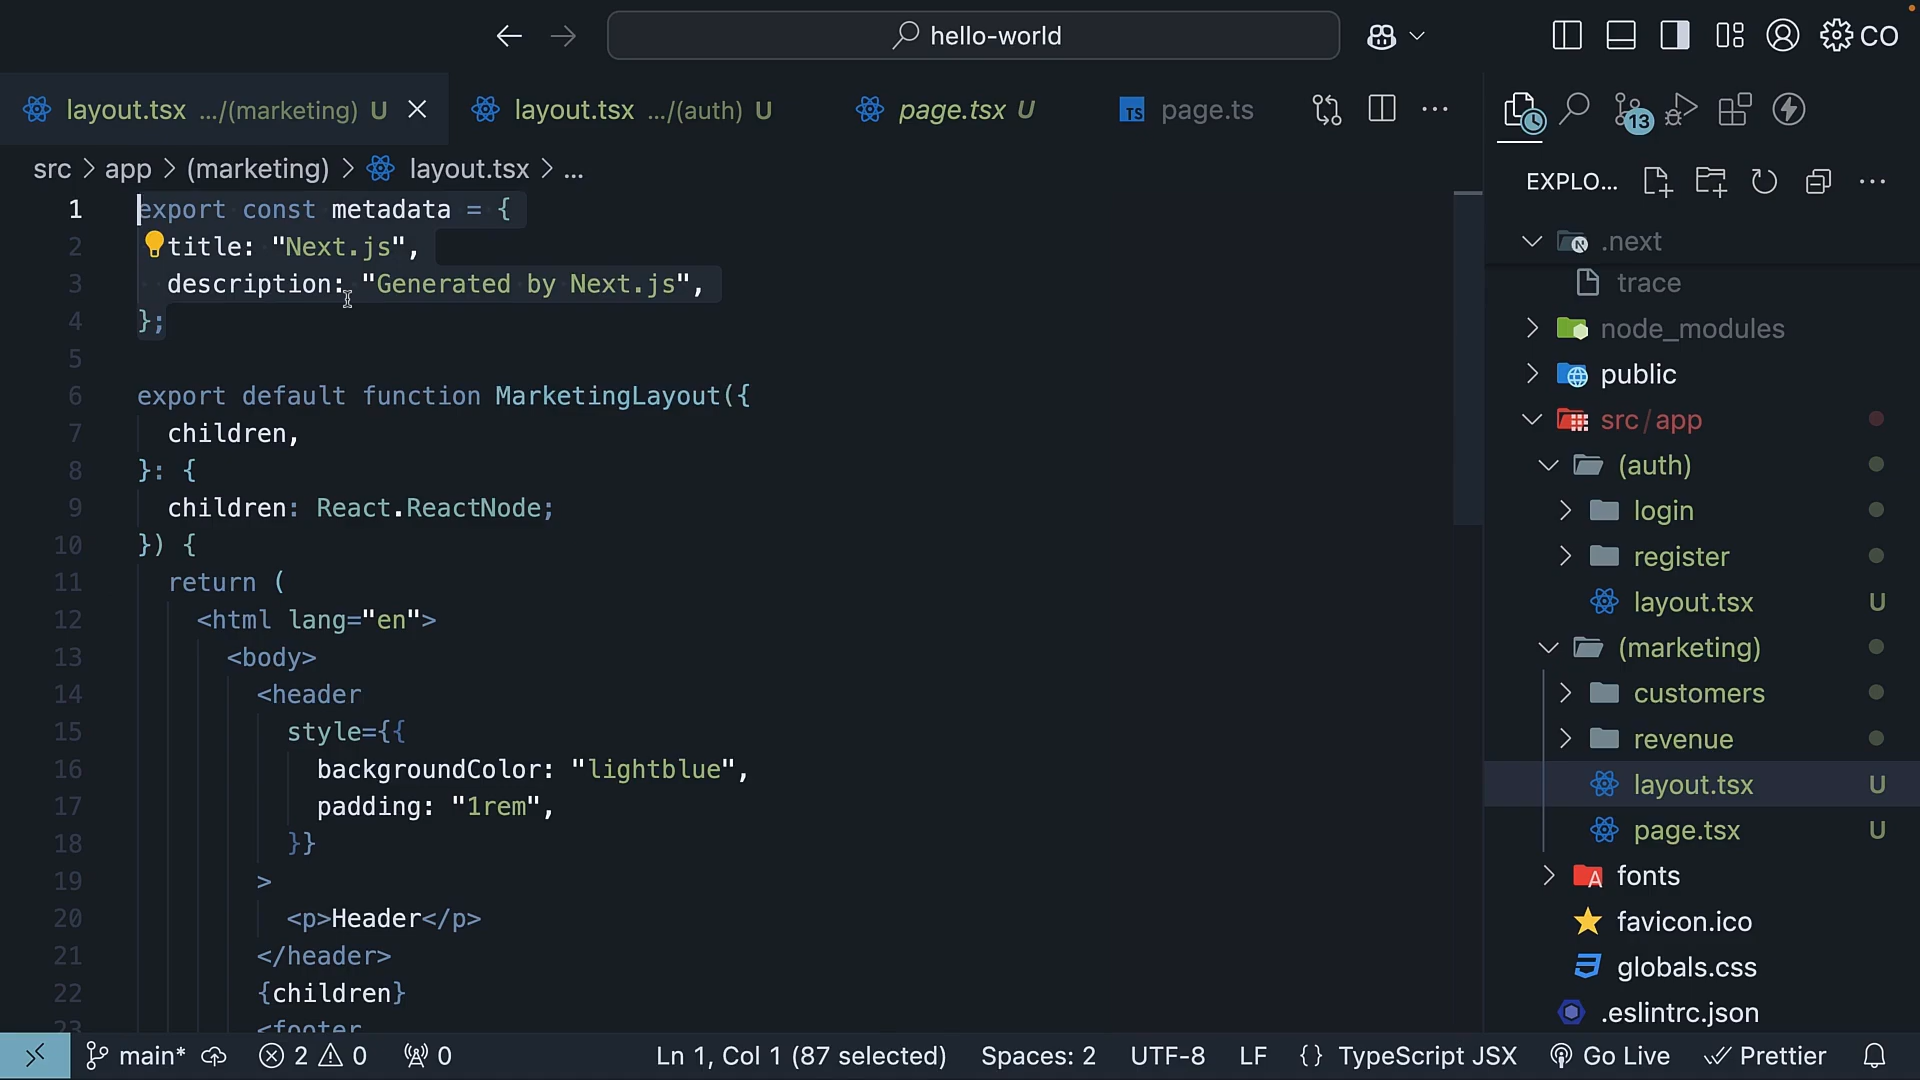 hello-world
CO
layout.tsx .../(marketing) U
layout.tsx .../(auth) U
page.tsx U
TS page.ts
13
src > app > (marketing) > layout.tsx > ...
EXPLO...
1 export const metadata = {
2 title: "Next.js",
3 description: "Generated by Next.js",
4 };
5
6 export default function MarketingLayout({
7 children,
8 }: {
9 children: React.ReactNode;
10 }) {
11 return (
12 <html lang="en">
13 <body>
14 <header
15 style={{
16 backgroundColor: "lightblue",
17 padding: "1rem",
18 }}
19 >
20 <p>Header</p>
21 </header>
22 {children}
23 <footer
.next
trace
node_modules
public
src/app
(auth)
login
register
layout.tsx U
(marketing)
customers
revenue
layout.tsx U
page.tsx U
fonts
favicon.ico
globals.css
.eslintrc.json
main* 2 0 0 Ln 1, Col 1 (87 selected) Spaces: 2 UTF-8 LF {} TypeScript JSX Go Live Prettier